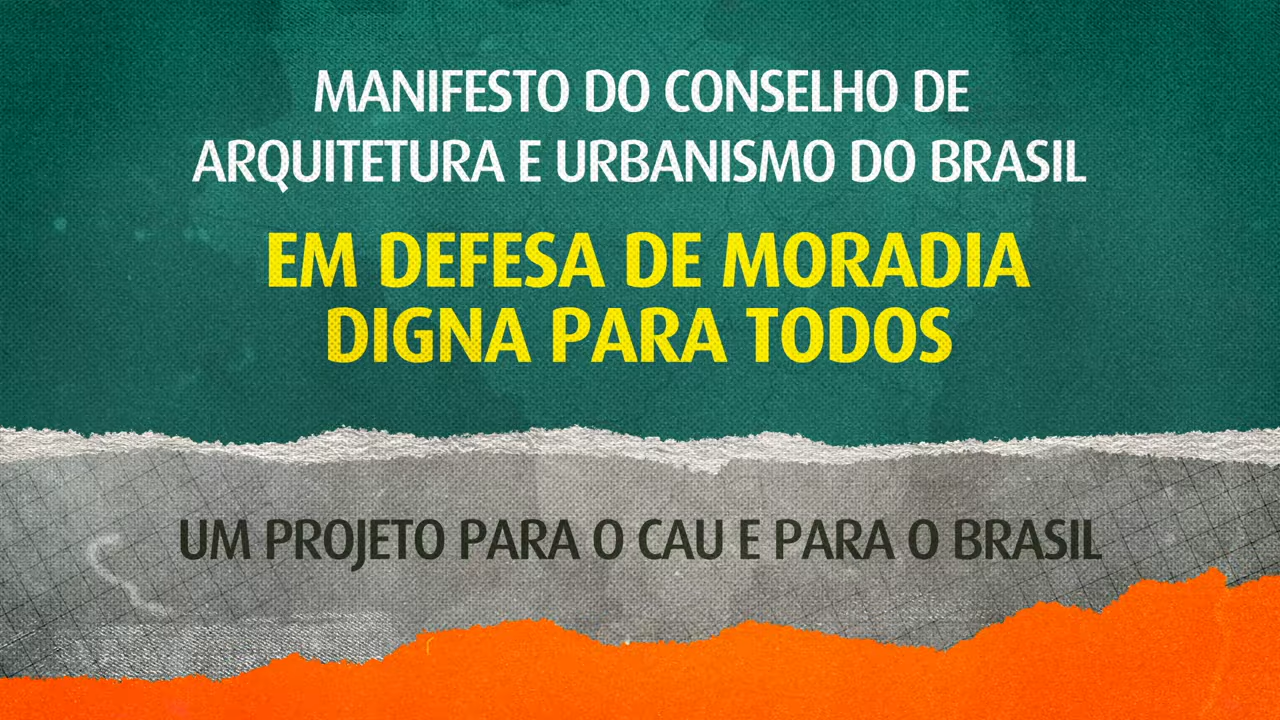 MANIFESTO DO CONSELHO DE
ARQUITETURA E URBANISMO DO BRASIL
EM DEFESA DE MORADIA
DIGNA PARA TODOS
UM PROJETO PARA O CAU E PARA O BRASIL